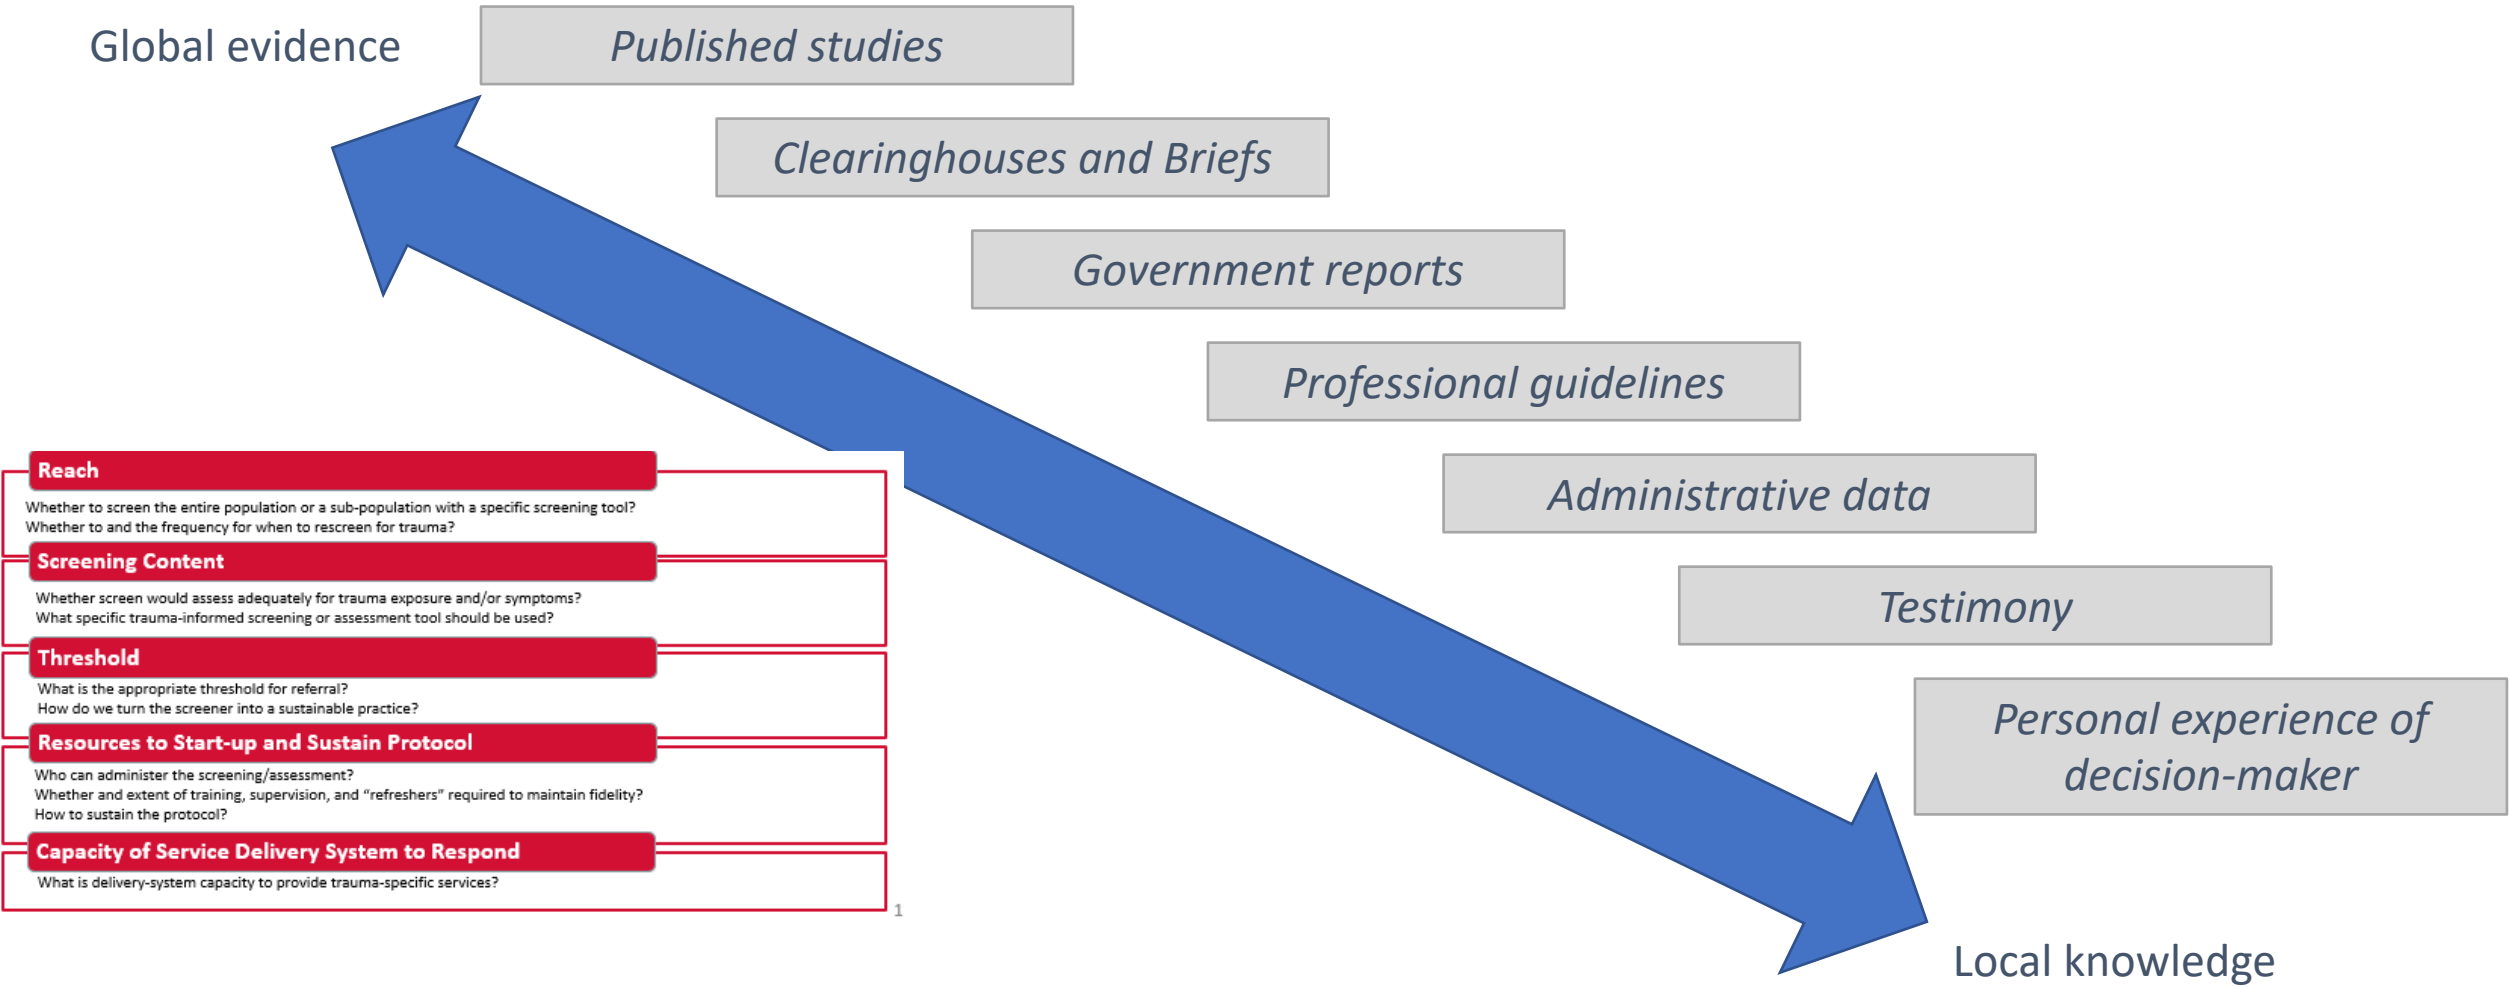 Global evidence
Published studies
Clearinghouses and Briefs
Government reports
Professional guidelines
Administrative data
Testimony
Personal experience of
decision-maker
Local knowledge
Reach
Whether to screen the entire population or a sub-population with a specific screening tool?
Whether to and the frequency for when to rescreen for trauma?
Screening Content
Whether screen would assess adequately for trauma exposure and/or symptoms?
What specific trauma-informed screening or assessment tool should be used?
Threshold
What is the appropriate threshold for referral?
How do we turn the screener into a sustainable practice?
Resources to Start-up and Sustain Protocol
Who can administer the screening/assessment?
Whether and extent of training, supervision, and “refreshers” required to maintain fidelity?
How to sustain the protocol?
Capacity of Service Delivery System to Respond
What is delivery-system capacity to provide trauma-specific services?
1